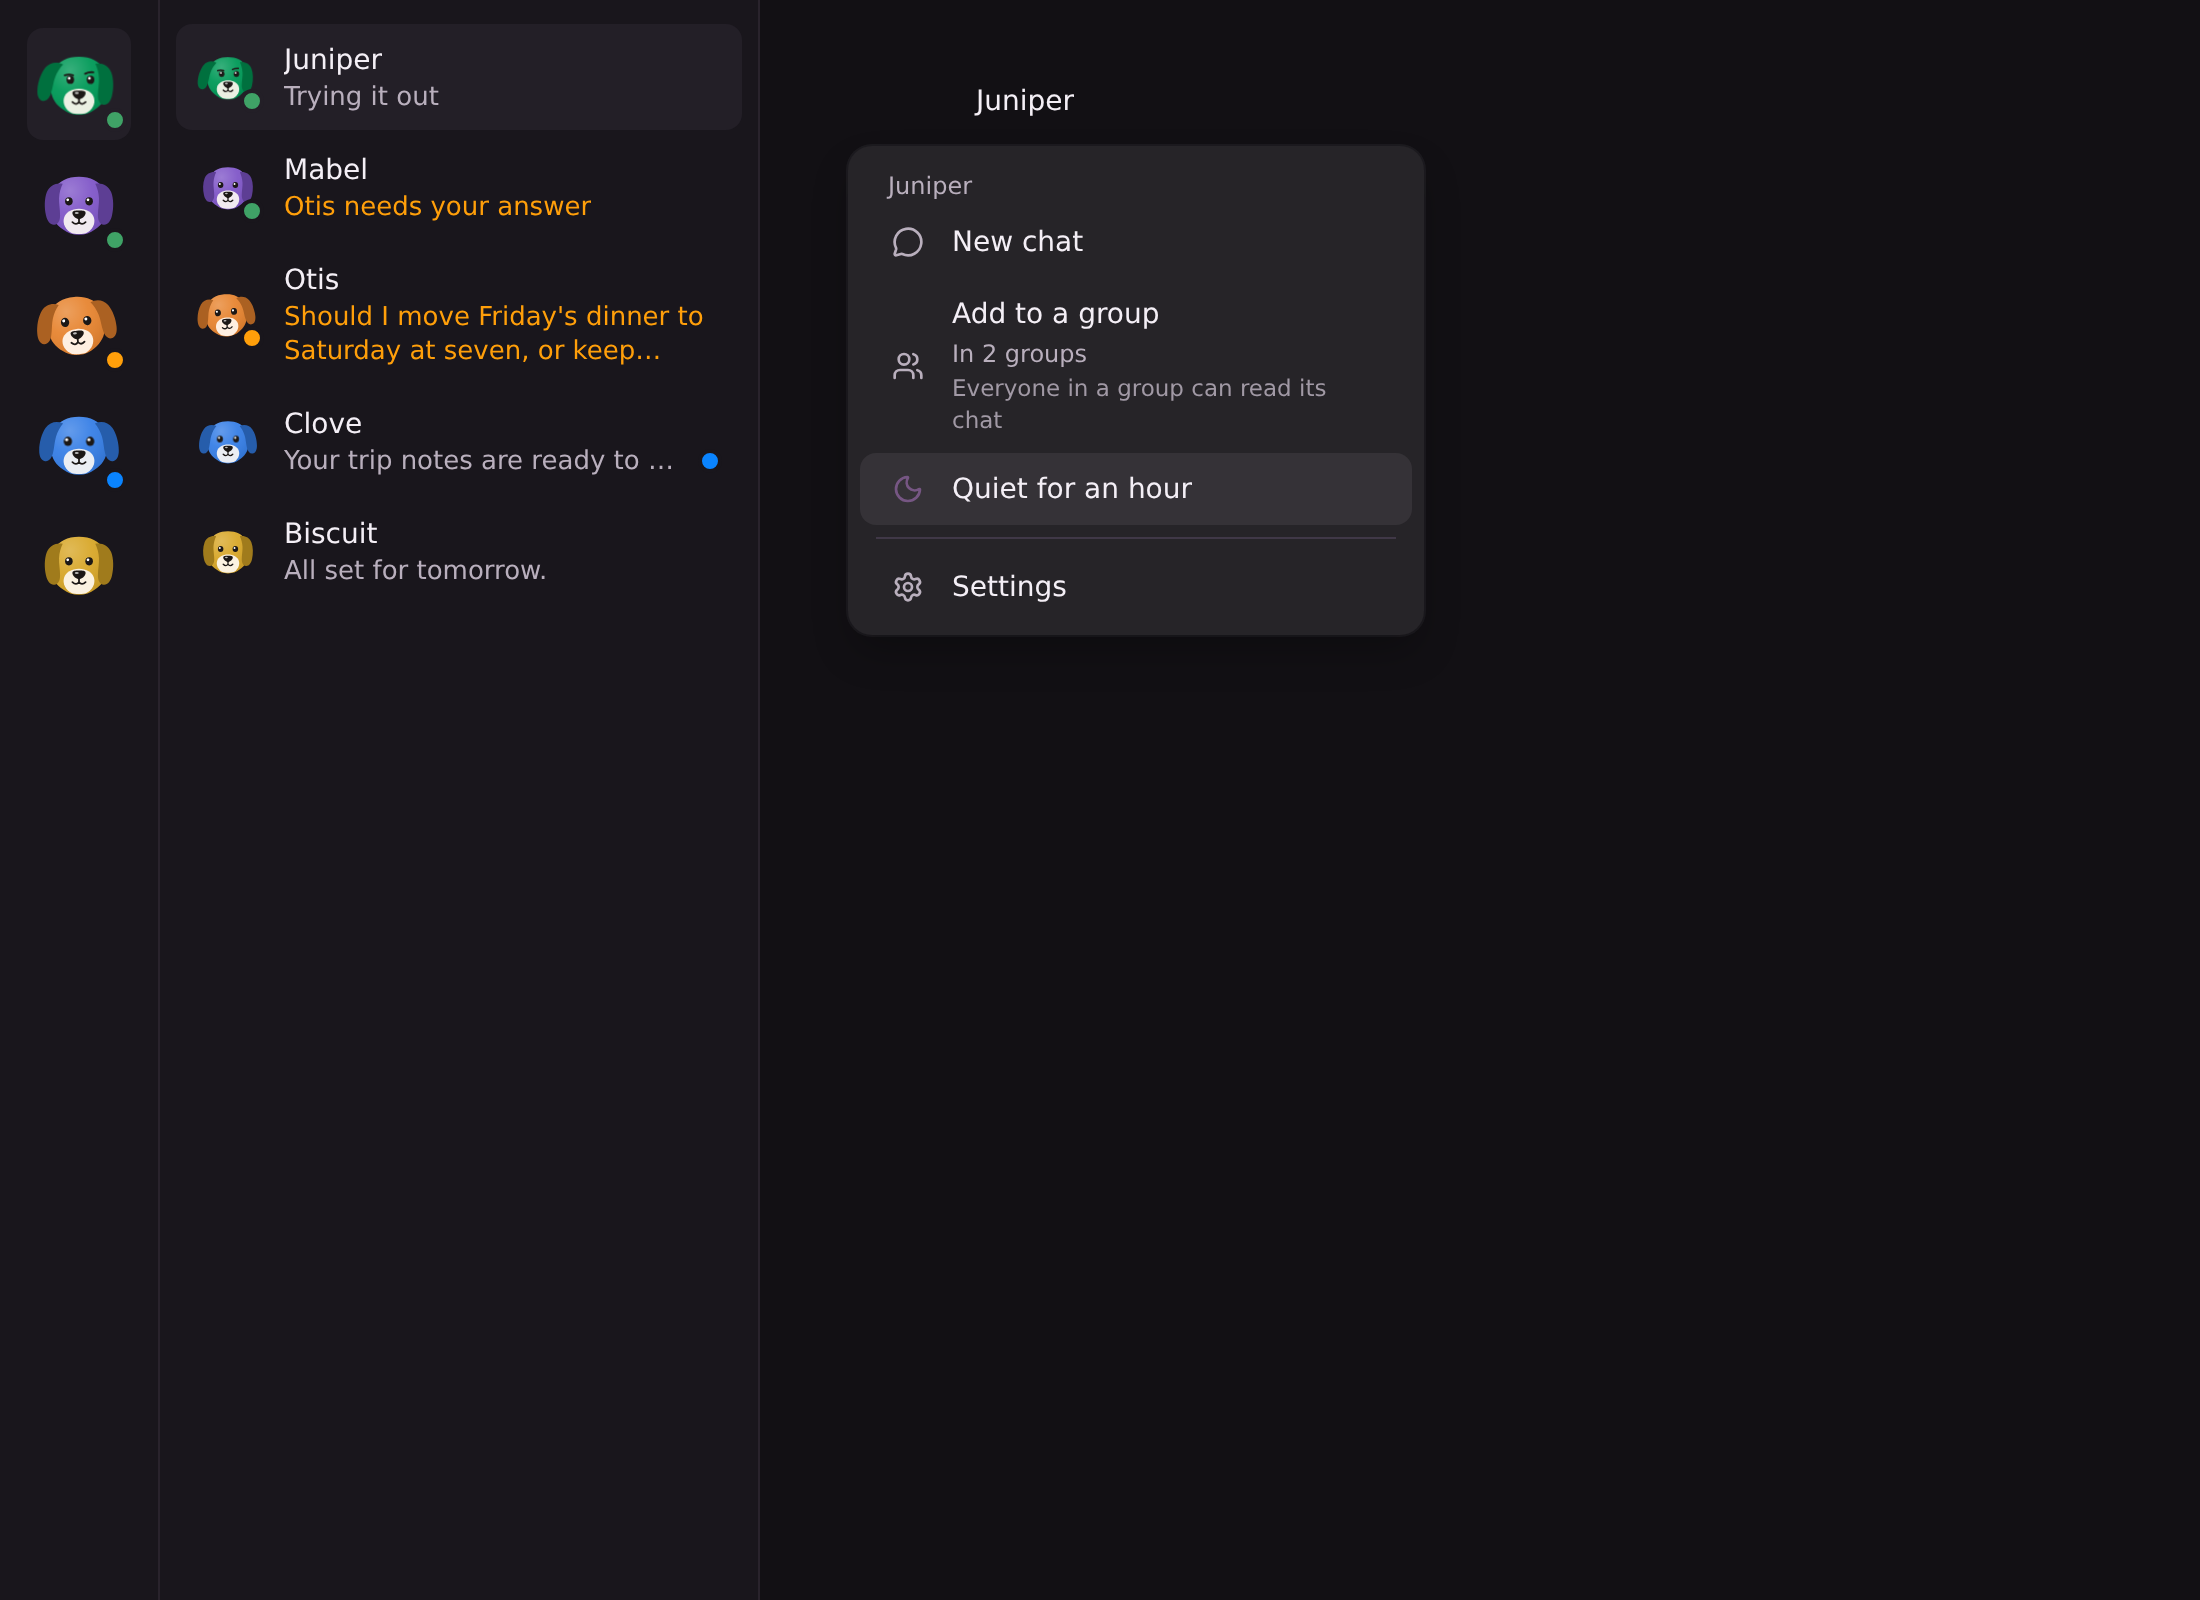 Juniper
Trying it out
Mabel
Otis needs your answer
Otis
Should I move Friday's dinner to
Saturday at seven, or keep…
Clove
Your trip notes are ready to …
Biscuit
All set for tomorrow.
Juniper
Juniper
New chat
Add to a group
In 2 groups
Everyone in a group can read its
chat
Quiet for an hour
Settings